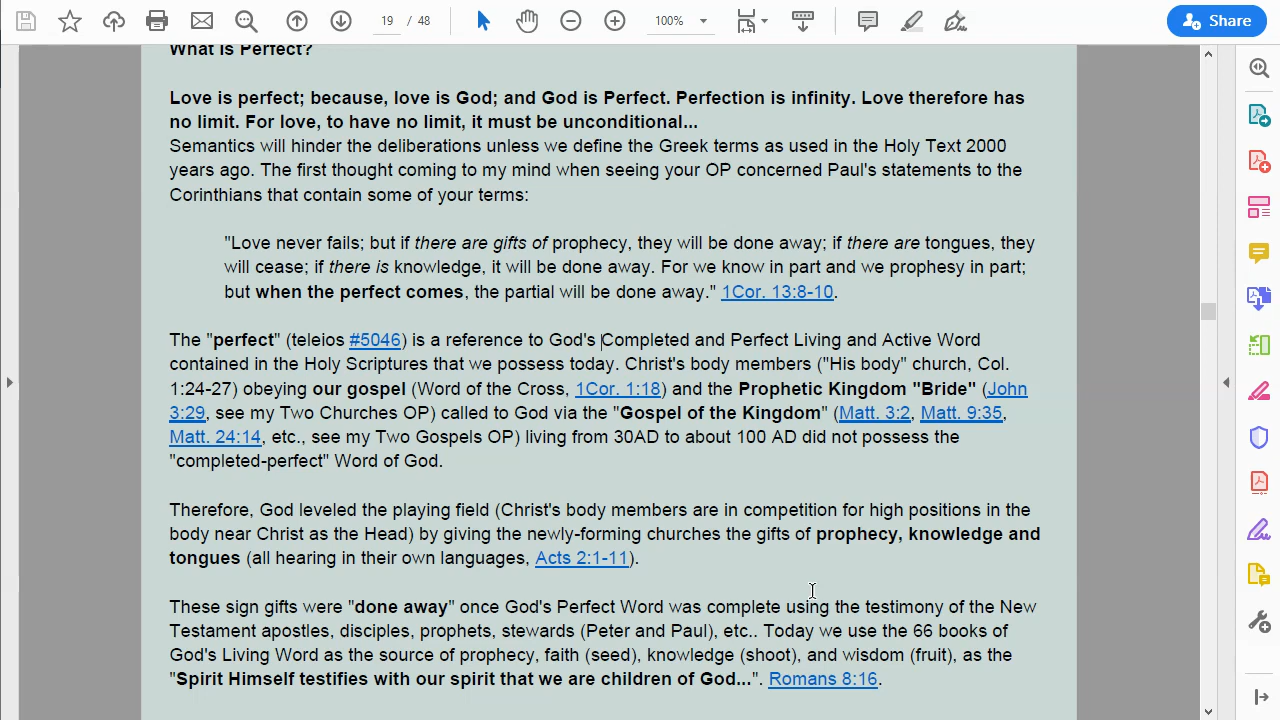 19 / 48
100%
Share
What is Perfect?
Love is perfect; because, love is God; and God is Perfect. Perfection is infinity. Love therefore has
no limit. For love, to have no limit, it must be unconditional...
Semantics will hinder the deliberations unless we define the Greek terms as used in the Holy Text 2000
years ago. The first thought coming to my mind when seeing your OP concerned Paul's statements to the
Corinthians that contain some of your terms:
"Love never fails; but if there are gifts of prophecy, they will be done away; if there are tongues, they
will cease; if there is knowledge, it will be done away. For we know in part and we prophesy in part;
but when the perfect comes, the partial will be done away." 1Cor. 13:8-10.
The "perfect" (teleios #5046) is a reference to God's Completed and Perfect Living and Active Word
contained in the Holy Scriptures that we possess today. Christ's body members ("His body" church, Col.
1:24-27) obeying our gospel (Word of the Cross, 1Cor. 1:18) and the Prophetic Kingdom "Bride" (John
3:29, see my Two Churches OP) called to God via the "Gospel of the Kingdom" (Matt. 3:2, Matt. 9:35,
Matt. 24:14, etc., see my Two Gospels OP) living from 30AD to about 100 AD did not possess the
"completed-perfect" Word of God.
Therefore, God leveled the playing field (Christ's body members are in competition for high positions in the
body near Christ as the Head) by giving the newly-forming churches the gifts of prophecy, knowledge and
tongues (all hearing in their own languages, Acts 2:1-11).
These sign gifts were "done away" once God's Perfect Word was complete using the testimony of the New
Testament apostles, disciples, prophets, stewards (Peter and Paul), etc.. Today we use the 66 books of
God's Living Word as the source of prophecy, faith (seed), knowledge (shoot), and wisdom (fruit), as the
"Spirit Himself testifies with our spirit that we are children of God...". Romans 8:16.